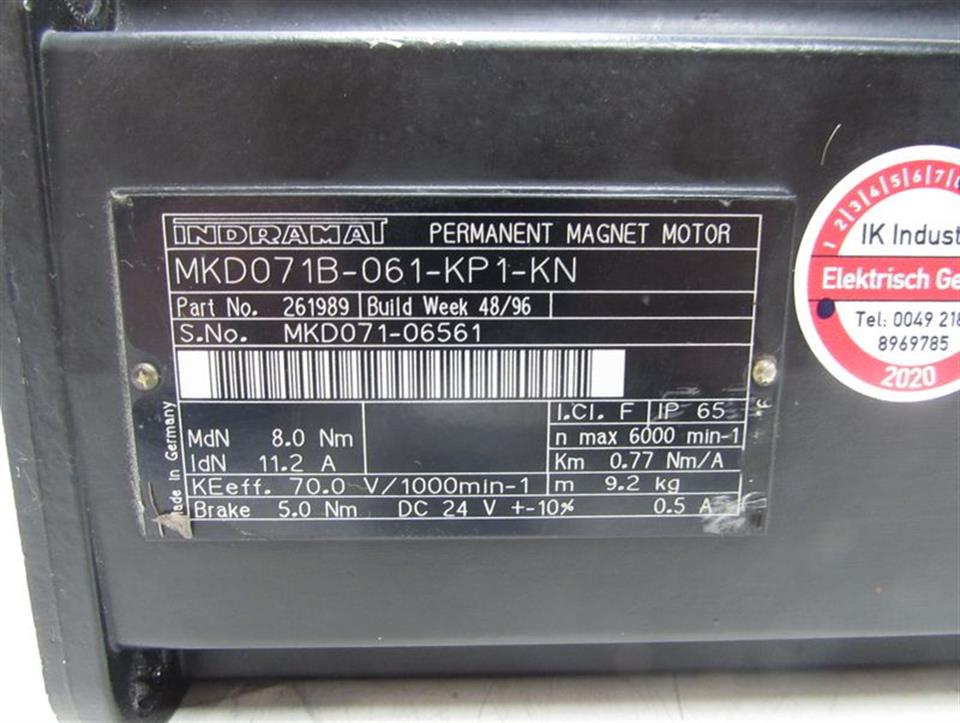 INDRAMAT PERMANENT MAGNET MOTOR
MKD071B-061-KP1-KN
Part No. 261989 Build Week 48/96
S.No. MKD071-06561
Made In Germany
I.Cl. F IP 65
MdN 8.0 Nm n max 6000 min-1
IdN 11.2 A Km 0.77 Nm/A
KEeff. 70.0 V/1000min-1 m 9.2 kg
Brake 5.0 Nm DC 24 V +-10% 0.5 A
1 2 3 4 5 6 7
IK Indust
Elektrisch Ge
Tel: 0049 218
8969785
2020